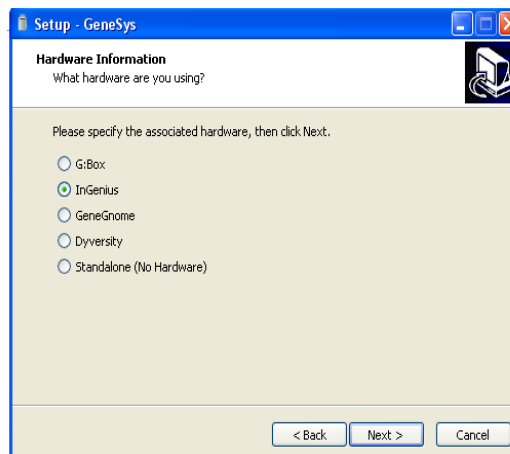 Setup - GeneSys
Hardware Information
What hardware are you using?
Please specify the associated hardware, then click Next.
G:Box
InGenius
GeneGnome
Dyversity
Standalone (No Hardware)
< Back Next > Cancel